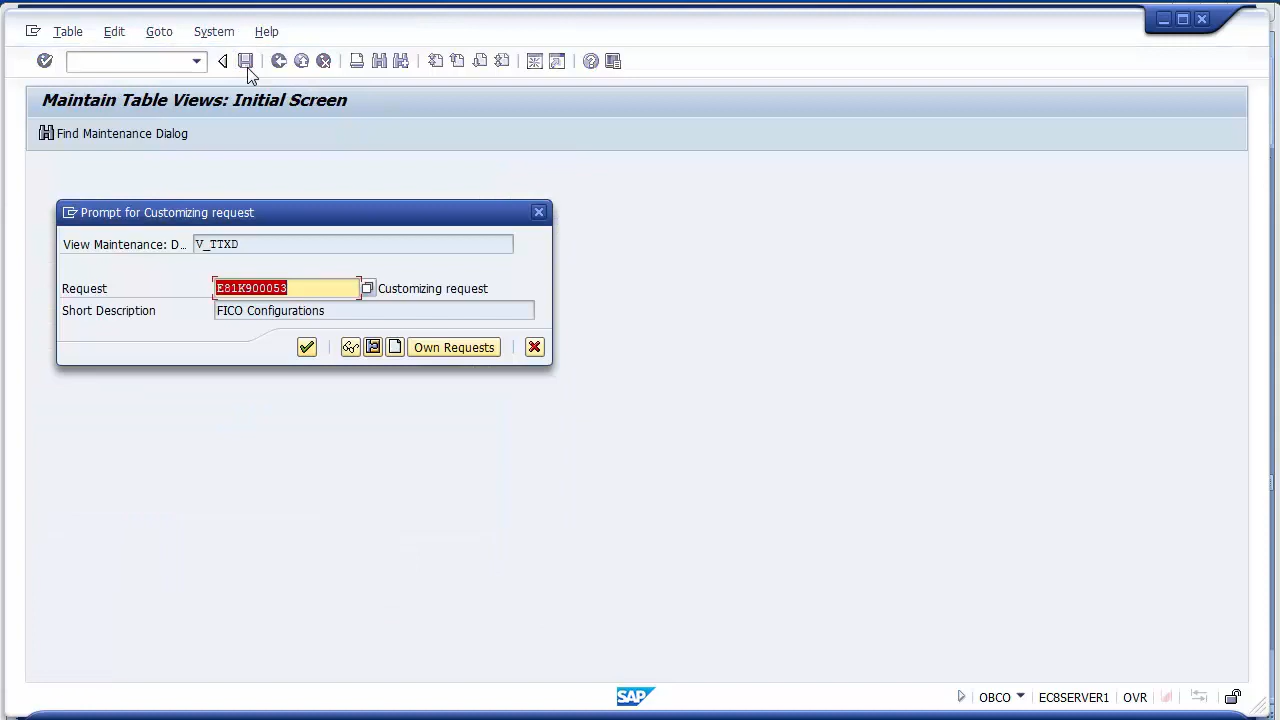 Table Edit Goto System Help
Maintain Table Views: Initial Screen
Find Maintenance Dialog
Prompt for Customizing request
View Maintenance: D... V_TTXD
Request E81K900053 Customizing request
Short Description FICO Configurations
Own Requests
SAP OBCO EC8SERVER1 OVR